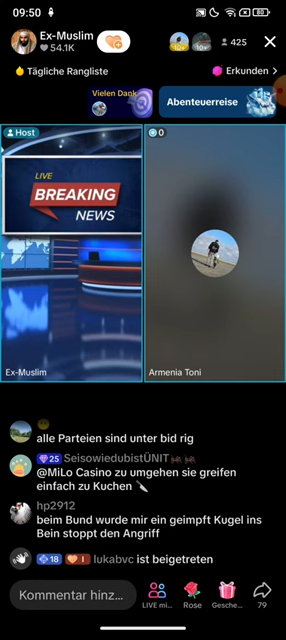 09:50
80
Ex-Muslim
54.1K
10+
10+
425
Tägliche Rangliste
Erkunden
Vielen Dank
Abenteuerreise
Host
0
LIVE
BREAKING
NEWS
Ex-Muslim
Armenia Toni
alle Parteien sind unter bid rig
25 SeisowiedubistÜNIT
@MiLo Casino zu umgehen sie greifen
einfach zu Kuchen
hp2912
beim Bund wurde mir ein geimpft Kugel ins
Bein stoppt den Angriff
18 I lukabvc ist beigetreten
Kommentar hinz...
LIVE mi...
Rose
Gesche...
79